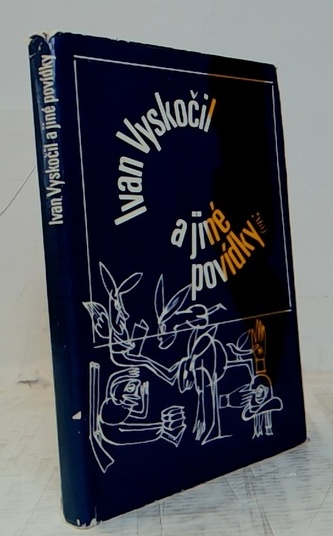 Ivan Vyskočil a jiné povídky
Ivan Vyskočil
a jiné
povídky